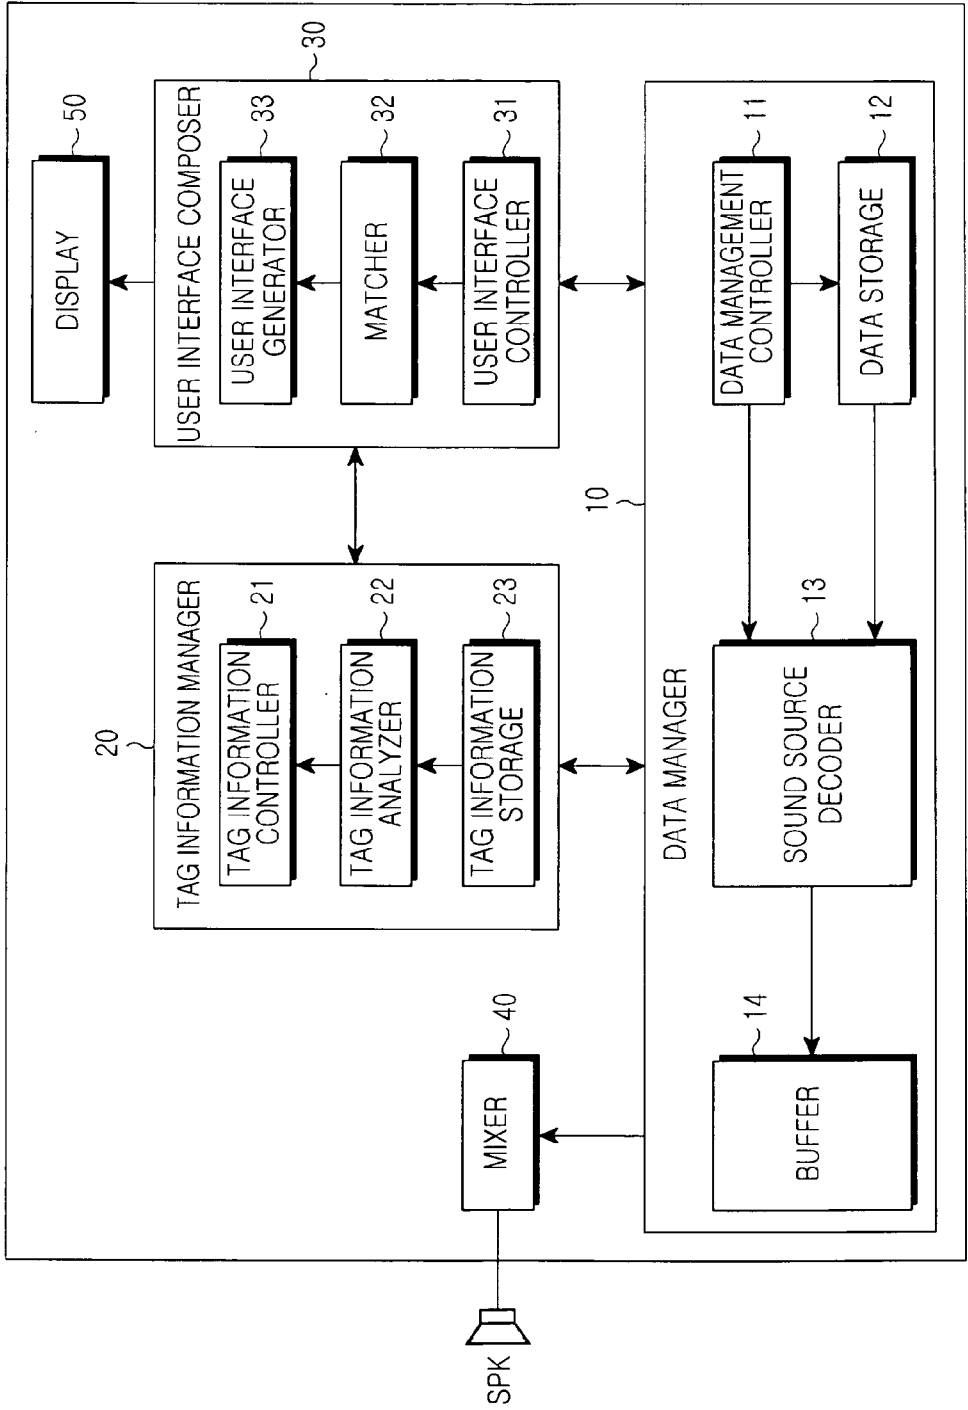 50
DISPLAY
30
USER INTERFACE COMPOSER
33
USER INTERFACE
GENERATOR
32
MATCHER
31
USER INTERFACE
CONTROLLER
20
TAG INFORMATION MANAGER
21
TAG INFORMATION
CONTROLLER
22
TAG INFORMATION
ANALYZER
23
TAG INFORMATION
STORAGE
40
MIXER
SPK
10
DATA MANAGER
11
DATA MANAGEMENT
CONTROLLER
12
DATA STORAGE
13
SOUND SOURCE
DECODER
14
BUFFER